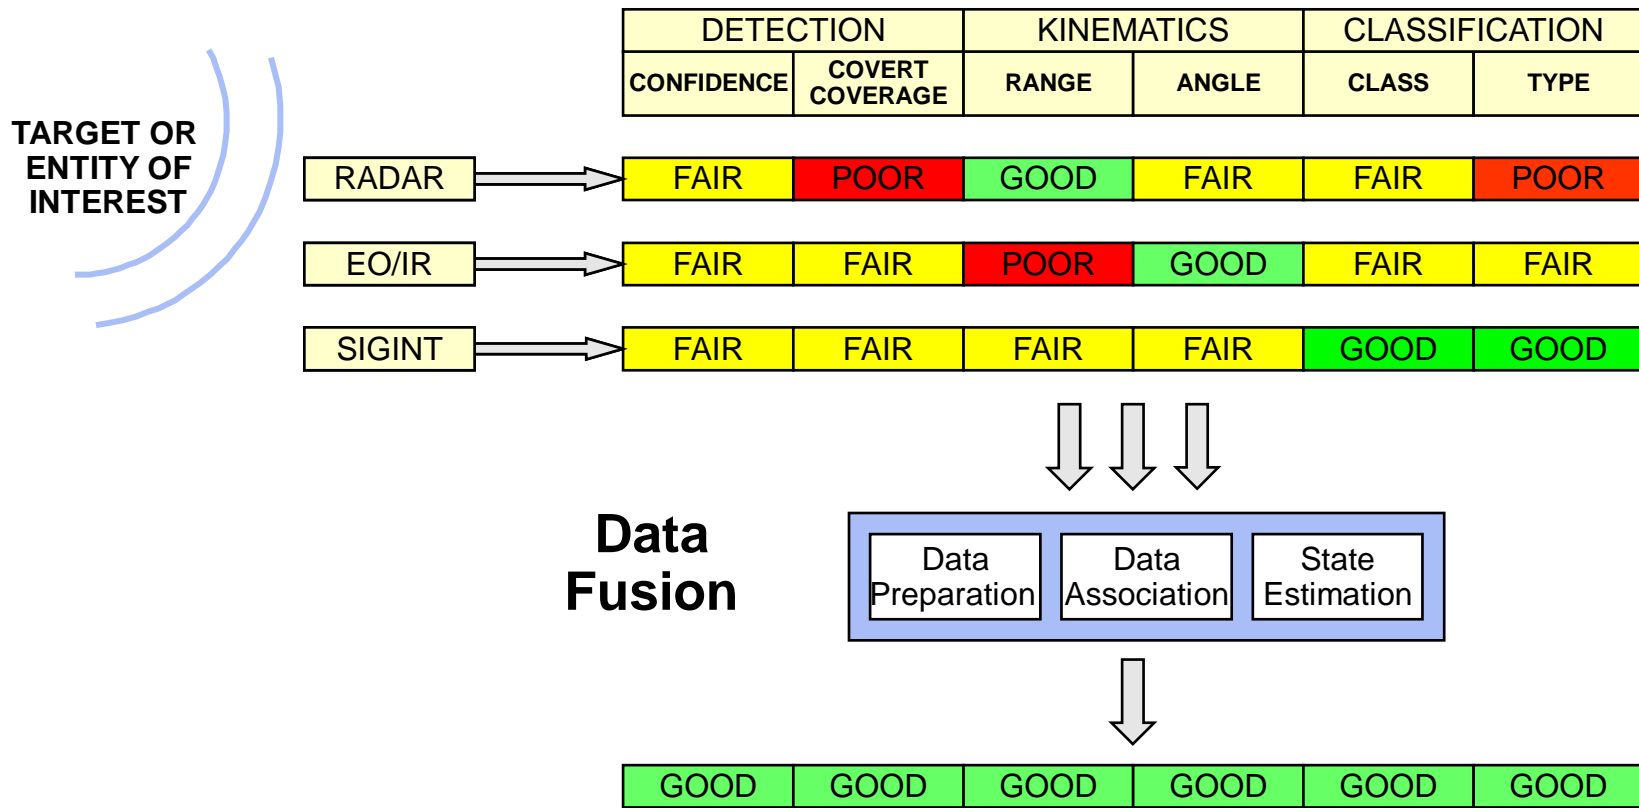 DETECTION KINEMATICS CLASSIFICATION
CONFIDENCE COVERT COVERAGE RANGE ANGLE CLASS TYPE
TARGET OR
ENTITY OF
INTEREST
RADAR FAIR POOR GOOD FAIR FAIR POOR
EO/IR FAIR FAIR POOR GOOD FAIR FAIR
SIGINT FAIR FAIR FAIR FAIR GOOD GOOD
Data
Fusion
Data
Preparation
Data
Association
State
Estimation
GOOD GOOD GOOD GOOD GOOD GOOD